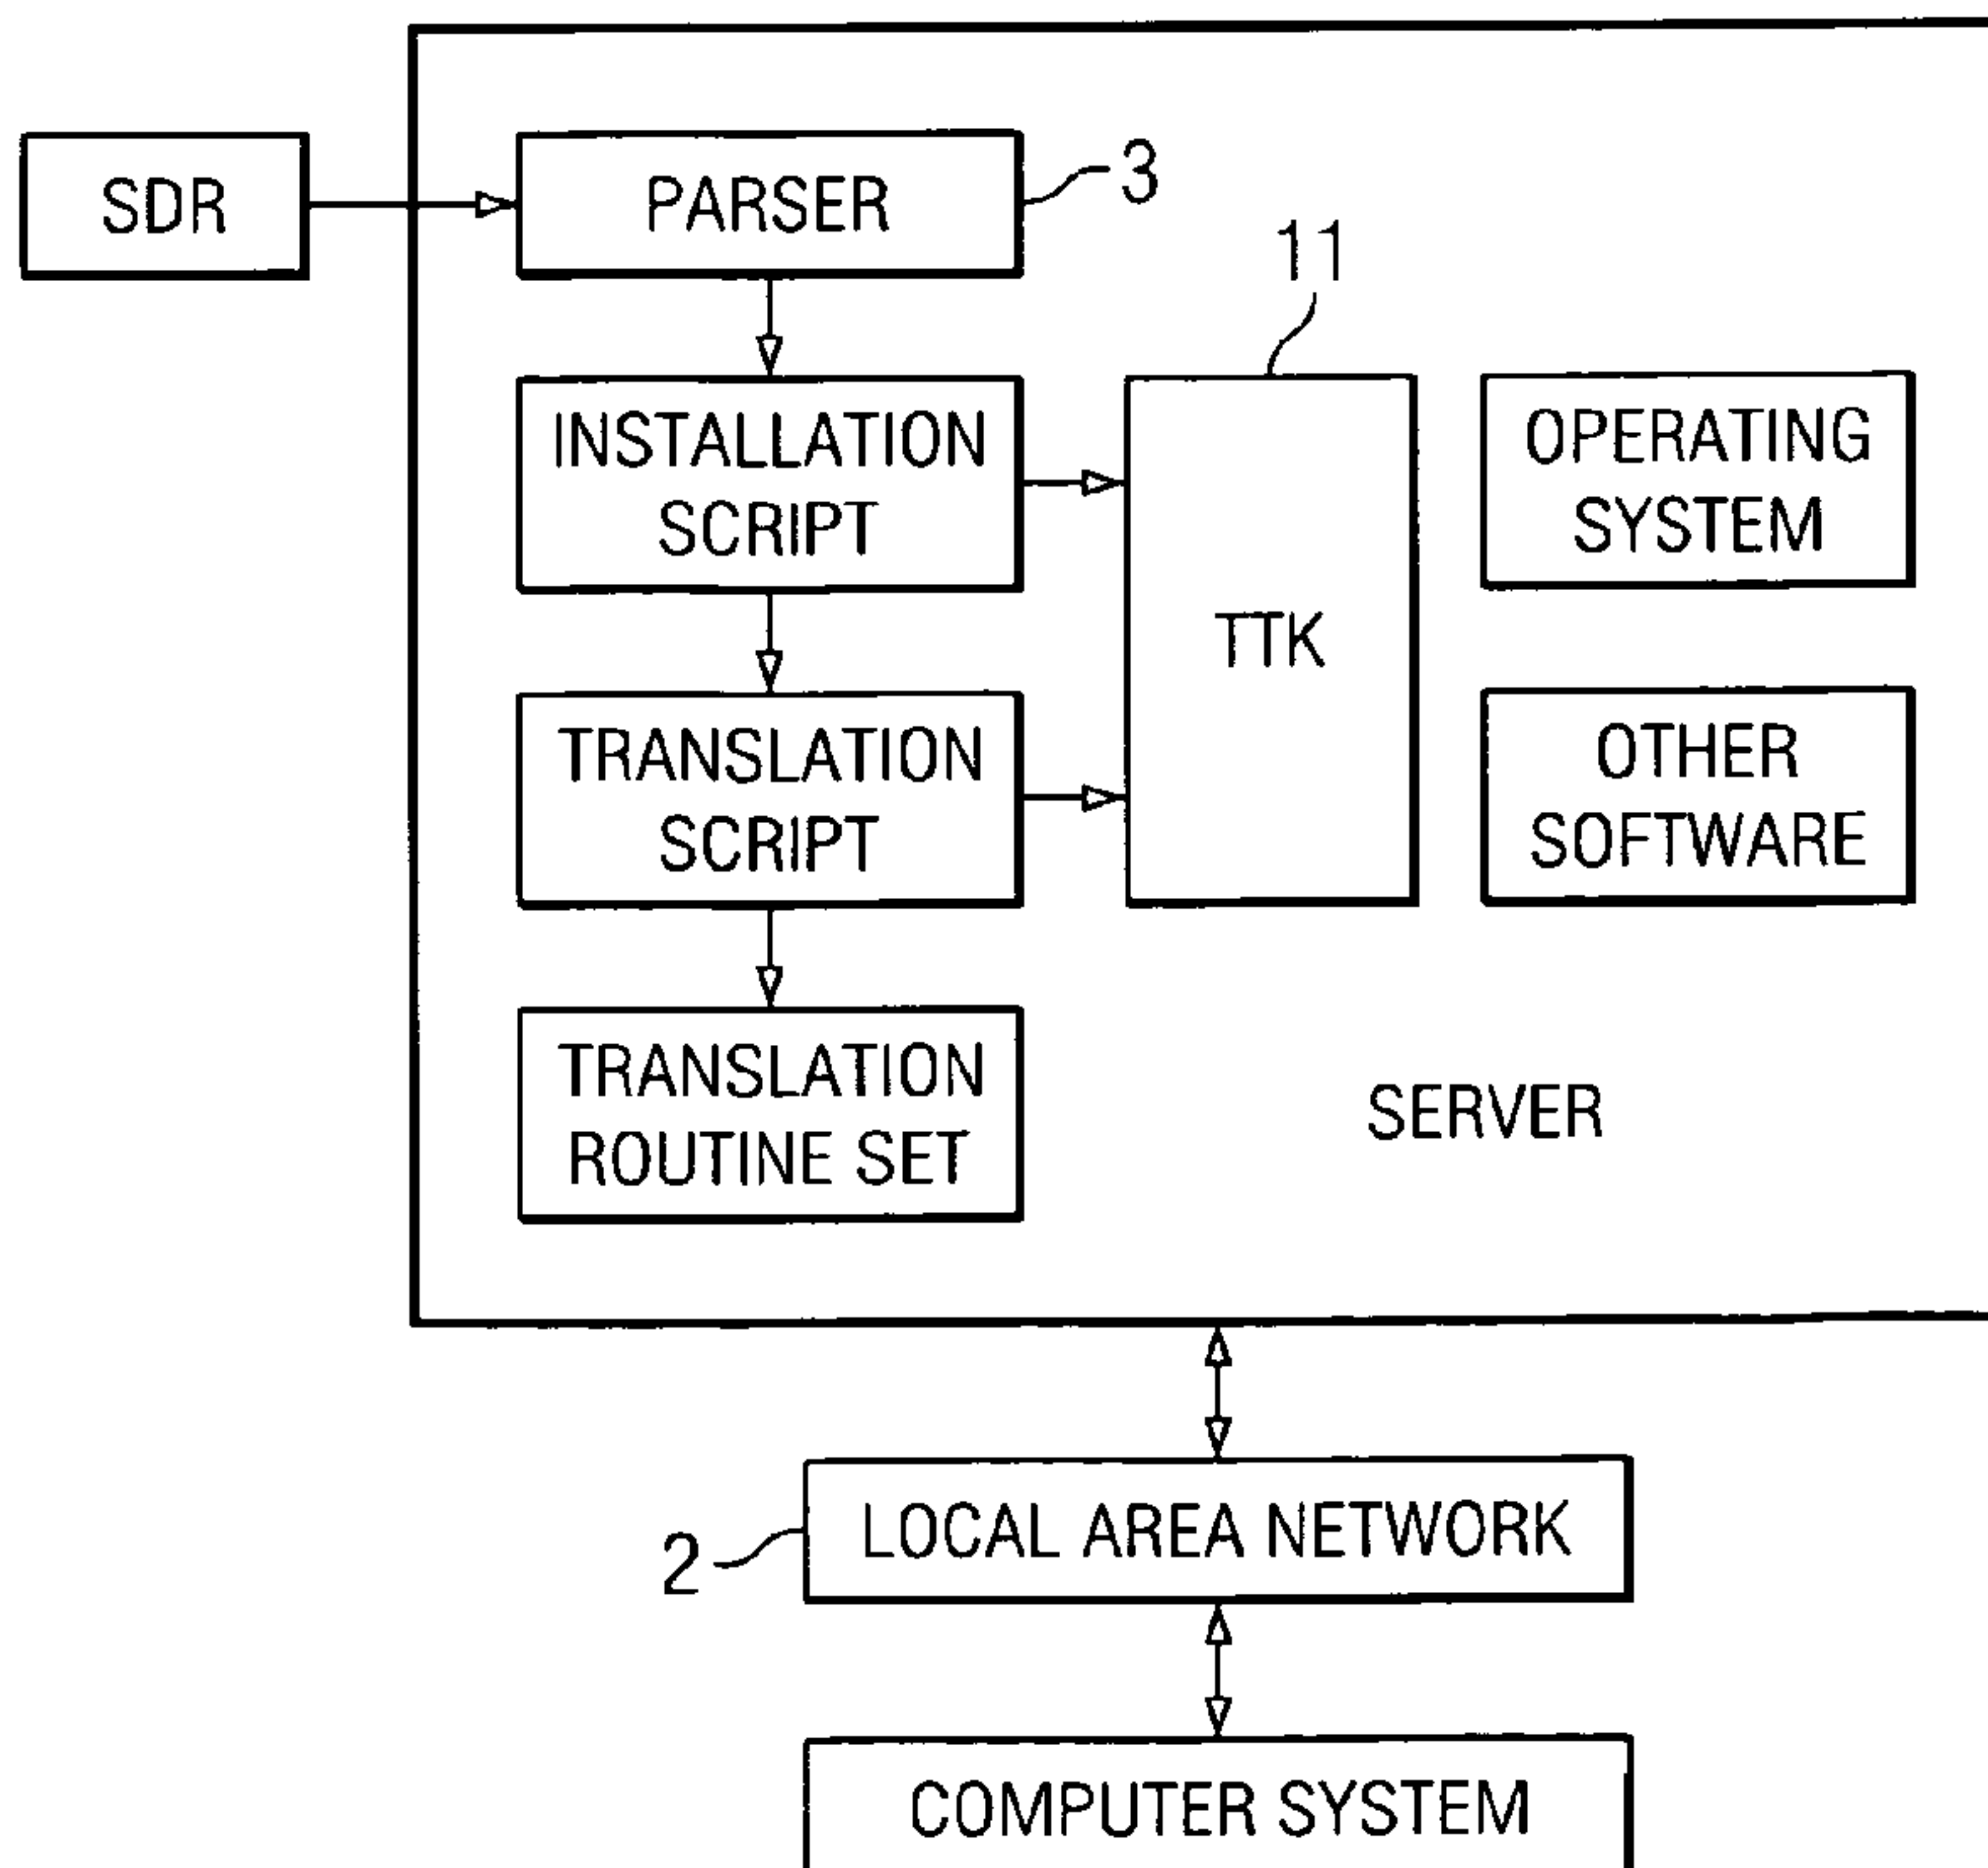 SDR
PARSER
3
11
INSTALLATION
SCRIPT
TTK
OPERATING
SYSTEM
TRANSLATION
SCRIPT
OTHER
SOFTWARE
TRANSLATION
ROUTINE SET
SERVER
2
LOCAL AREA NETWORK
COMPUTER SYSTEM